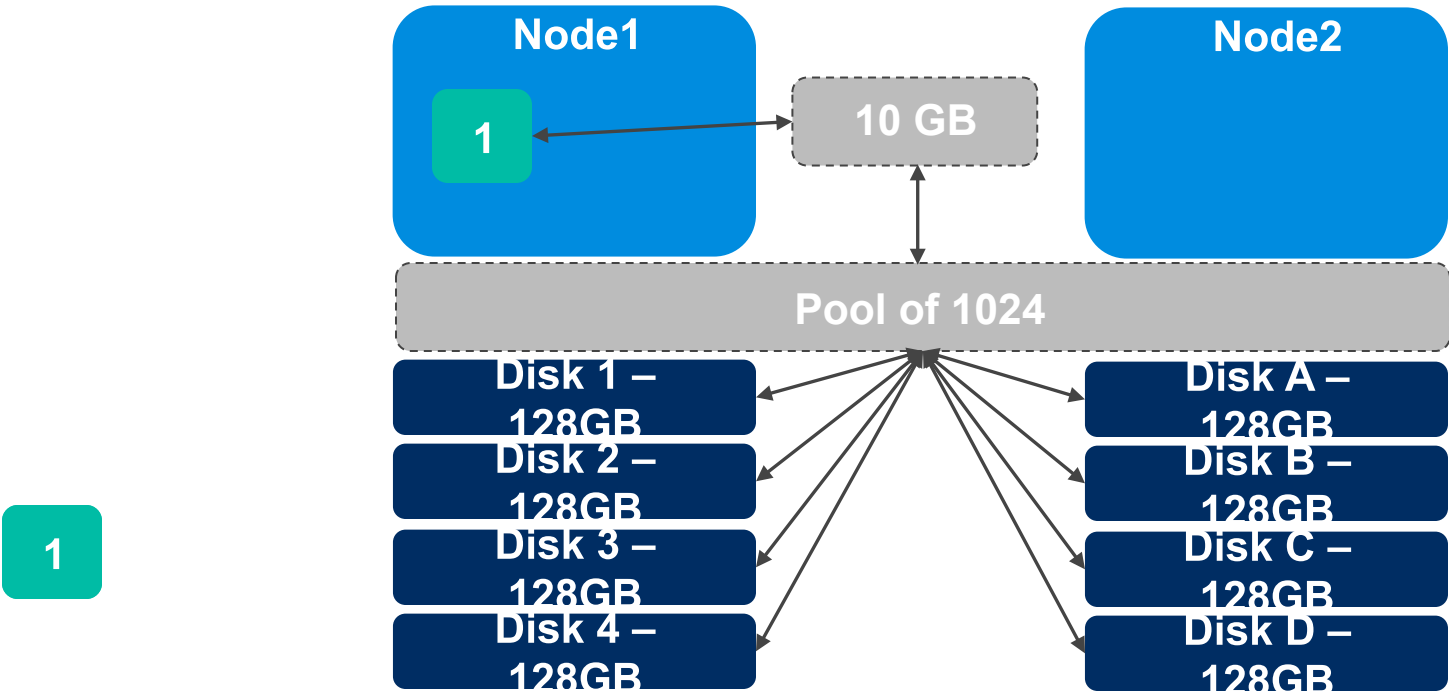 Node1
Node2
1
10 GB
Pool of 1024
Disk 1 –
128GB
Disk 2 –
128GB
Disk 3 –
128GB
Disk 4 –
128GB
Disk A –
128GB
Disk B –
128GB
Disk C –
128GB
Disk D –
128GB
1